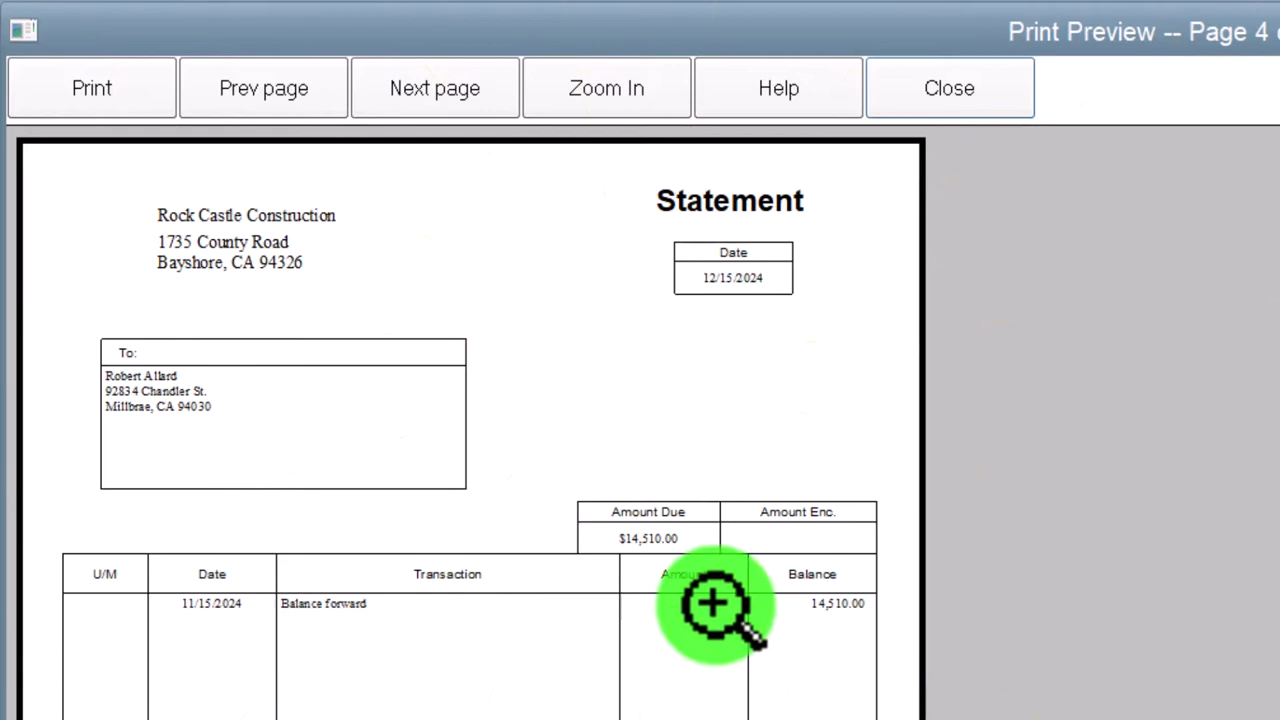 Print Preview -- Page 4
Print Prev page Next page Zoom In Help Close
Statement
Rock Castle Construction
1735 County Road
Bayshore, CA 94326
Date
12/15/2024
To:
Robert Allard
92834 Chandler St.
Millbrae, CA 94030
Amount Due Amount Enc.
$14,510.00
U/M Date Transaction Amount Balance
11/15/2024 Balance forward 14,510.00